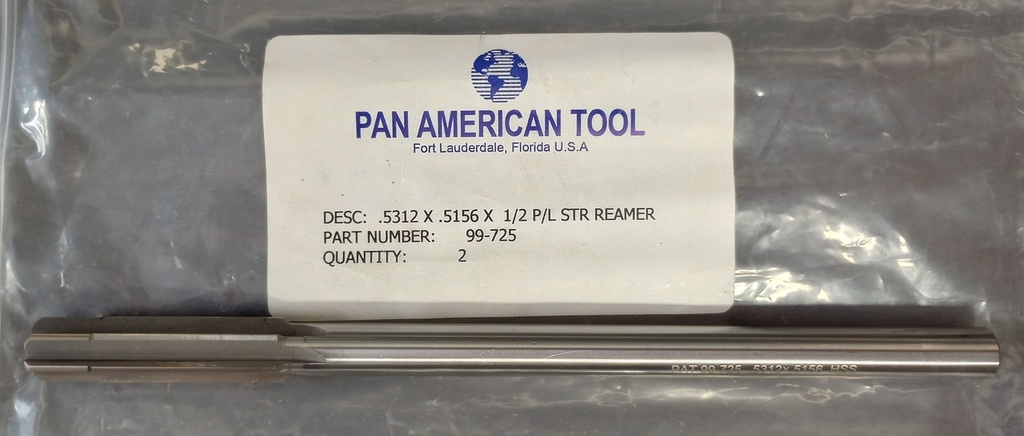 PAN AMERICAN TOOL
Fort Lauderdale, Florida U.S.A
DESC: .5312 X .5156 X 1/2 P/L STR REAMER
PART NUMBER: 99-725
QUANTITY: 2
PAT 99-725 .5312x.5156 HSS